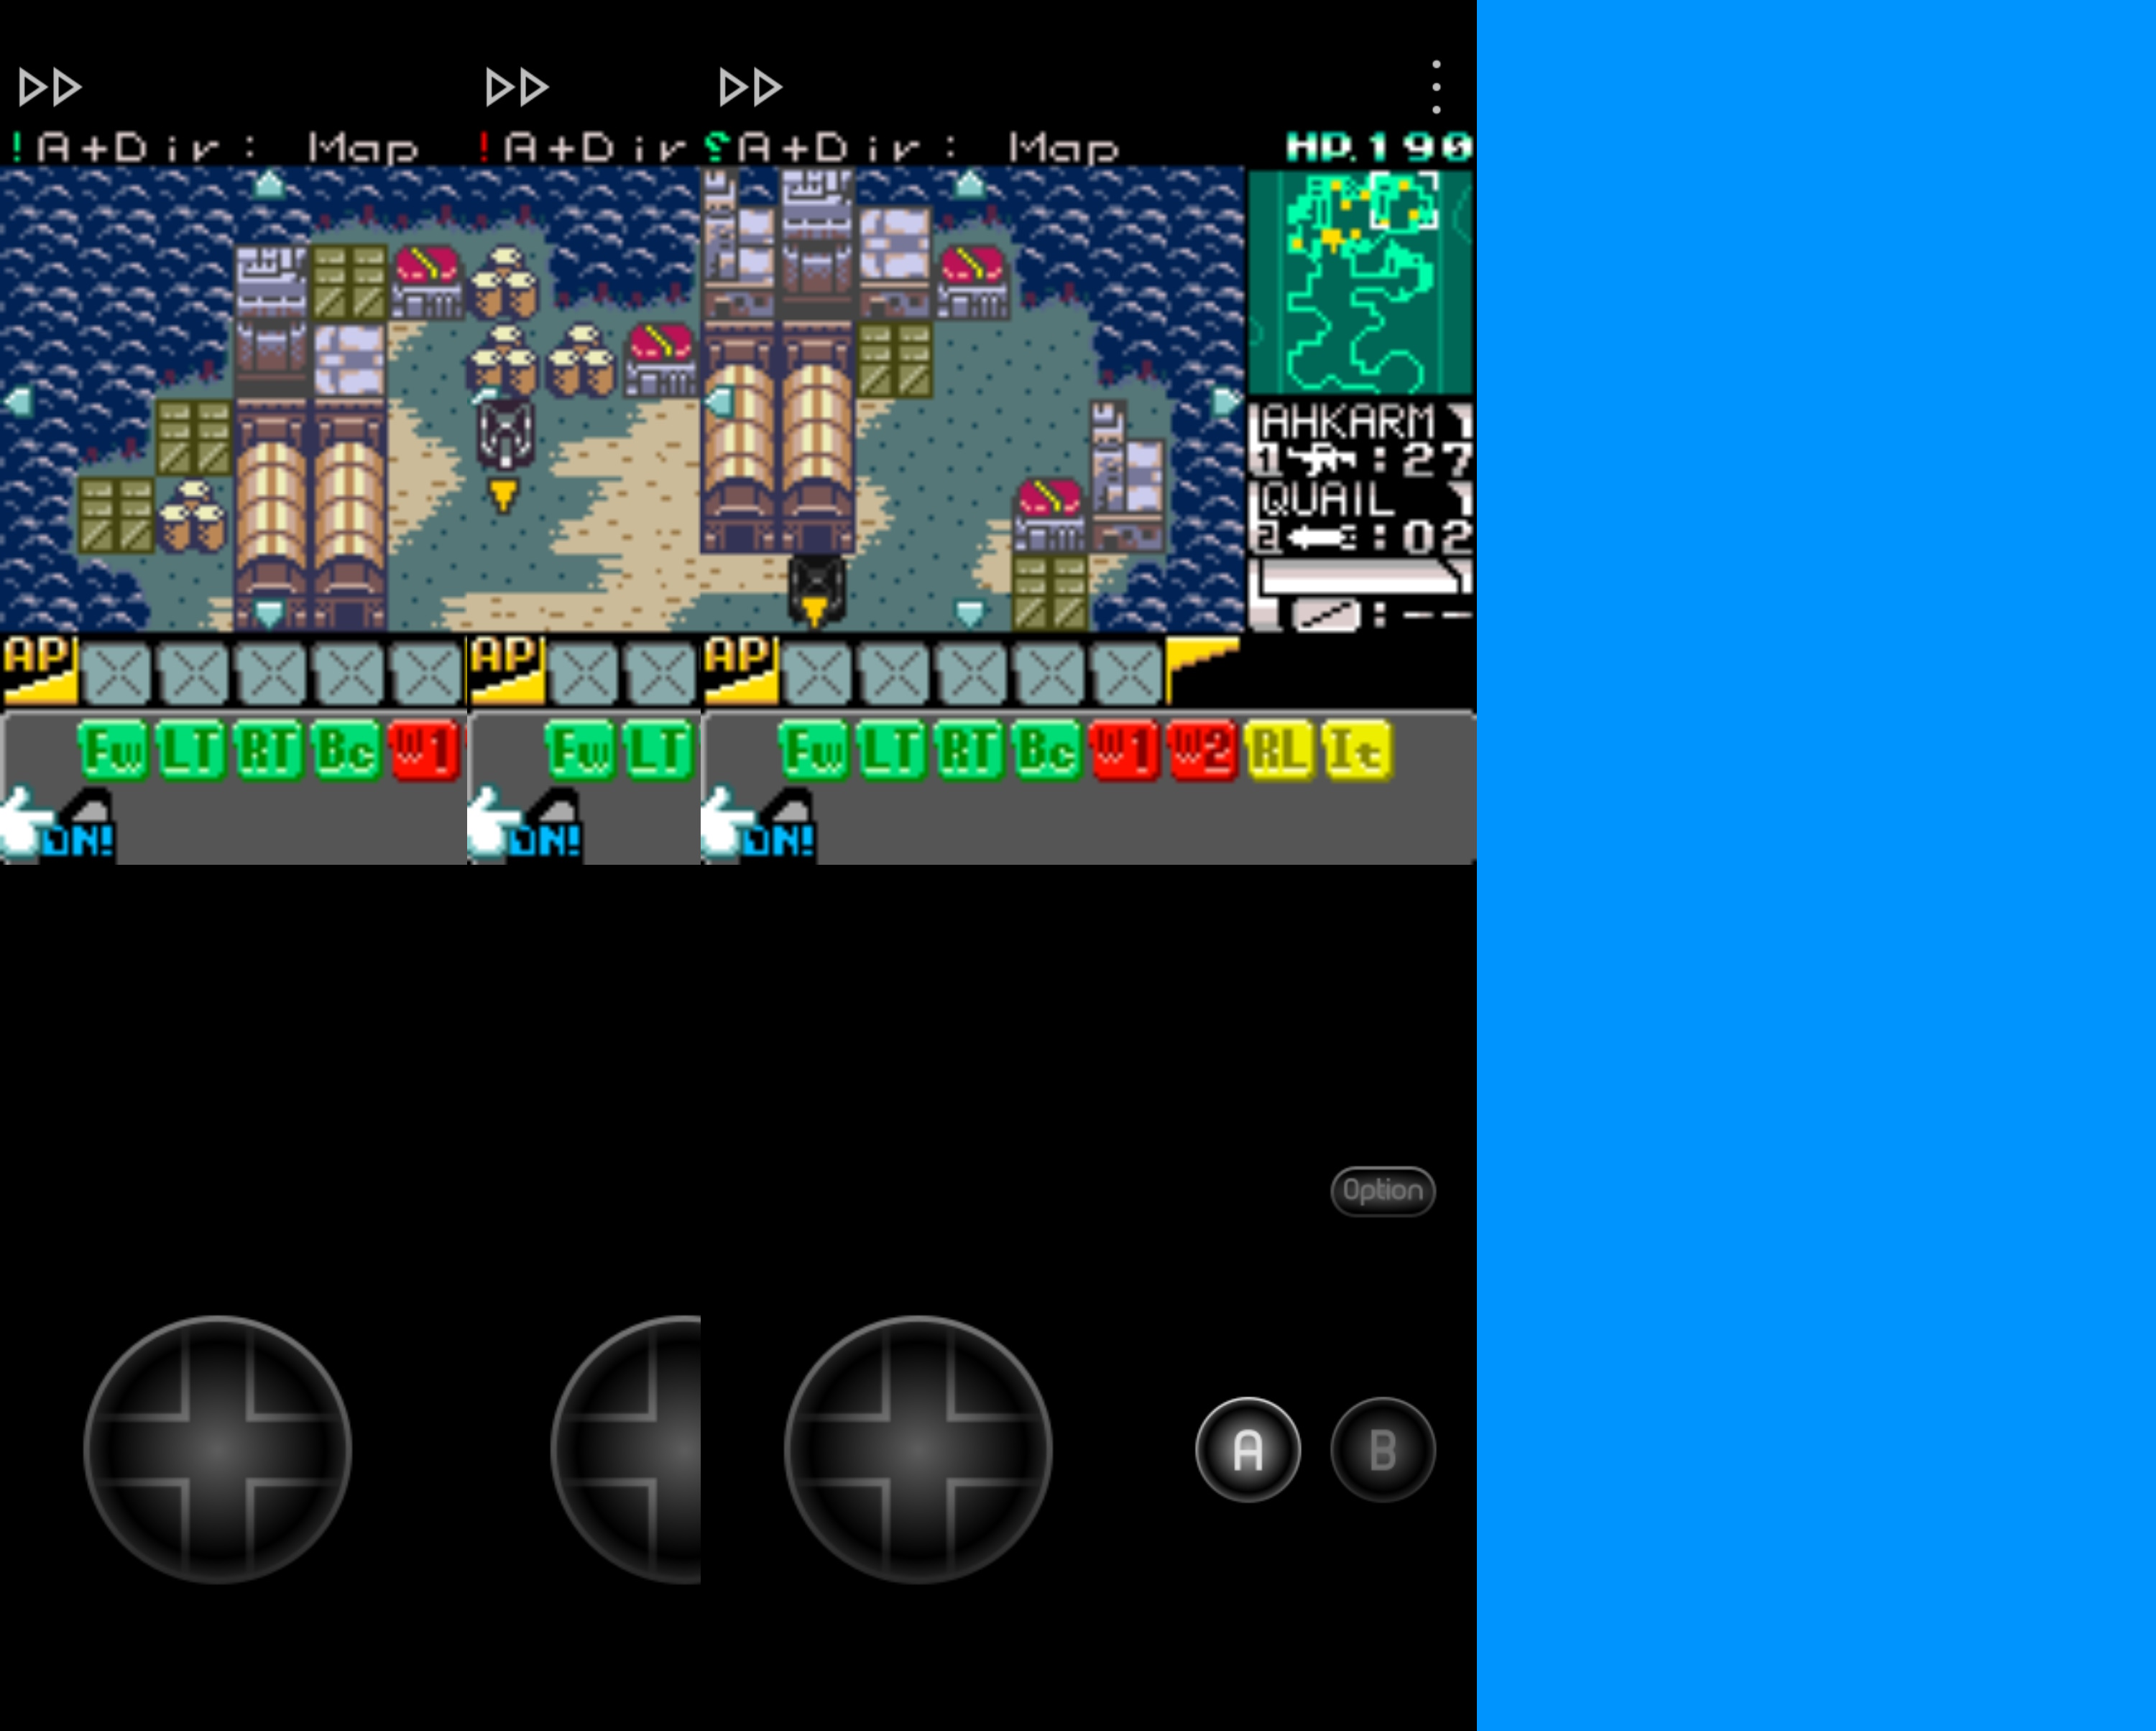 !A+Dir: Map !A+Dir ?A+Dir: Map HP.190
AHKARM
1 :27
QUAIL
2 :02
:--
AP AP AP
Fw LT RT Bc W1 Fw LT Fw LT RT Bc W1 W2 RL It
ON! ON! ON!
Option
A B